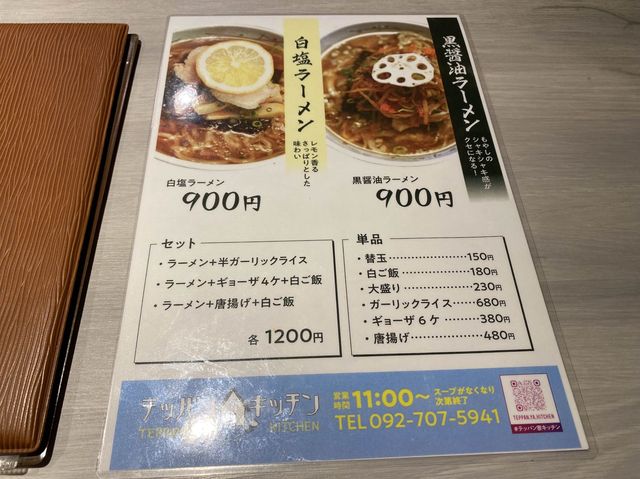 白塩ラーメン
レモン香る
さっぱりとした
味わい
黒醤油ラーメン
もやしの
シャキシャキ感が
クセになる!
白塩ラーメン
900円
黒醤油ラーメン
900円
セット
・ラーメン+半ガーリックライス
・ラーメン+ギョーザ4ケ+白ご飯
・ラーメン+唐揚げ+白ご飯
各 1200円
単品
・替玉 150円
・白ご飯 180円
・大盛り 230円
・ガーリックライス 680円
・ギョーザ6ケ 380円
・唐揚げ 480円
キッチン
KITCHEN
営業時間 11:00〜 スープがなくなり次第終了
TEL 092-707-5941
TEPPAN.YA.KITCHEN
#テッパン屋キッチン